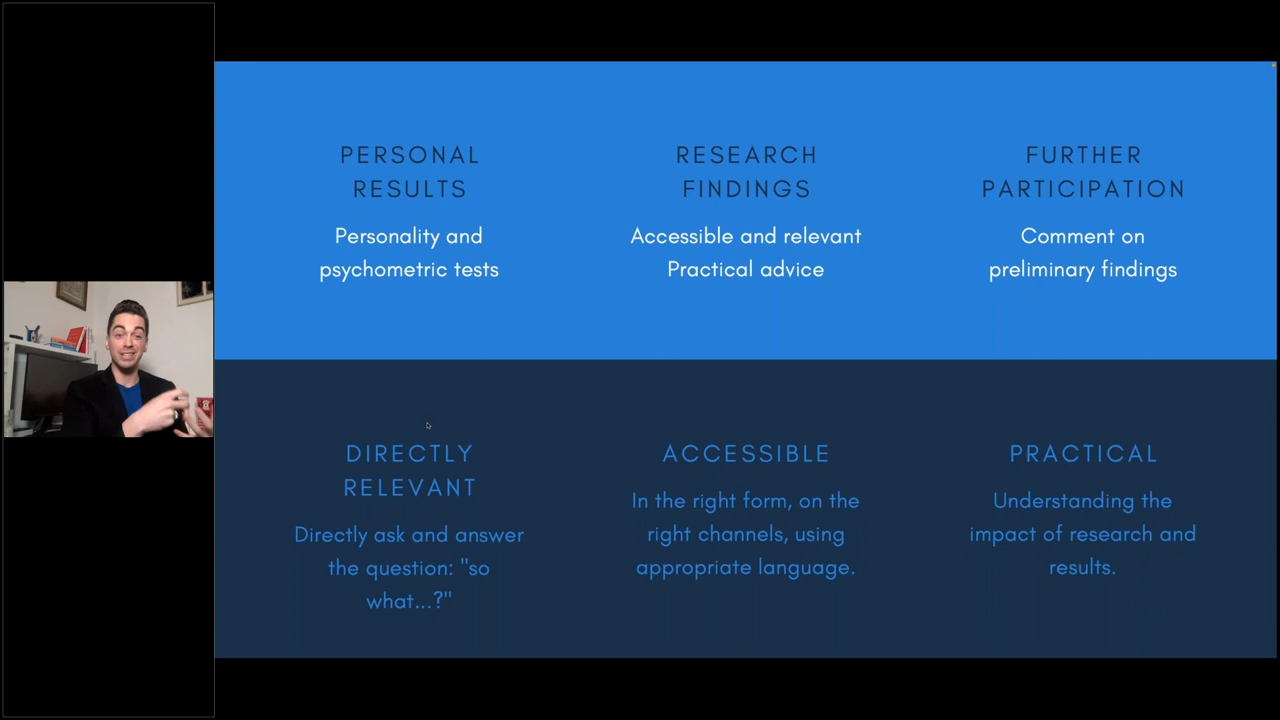 PERSONAL
RESULTS
Personality and
psychometric tests
RESEARCH
FINDINGS
Accessible and relevant
Practical advice
FURTHER
PARTICIPATION
Comment on
preliminary findings
DIRECTLY
RELEVANT
Directly ask and answer
the question: "so
what...?"
ACCESSIBLE
In the right form, on the
right channels, using
appropriate language.
PRACTICAL
Understanding the
impact of research and
results.